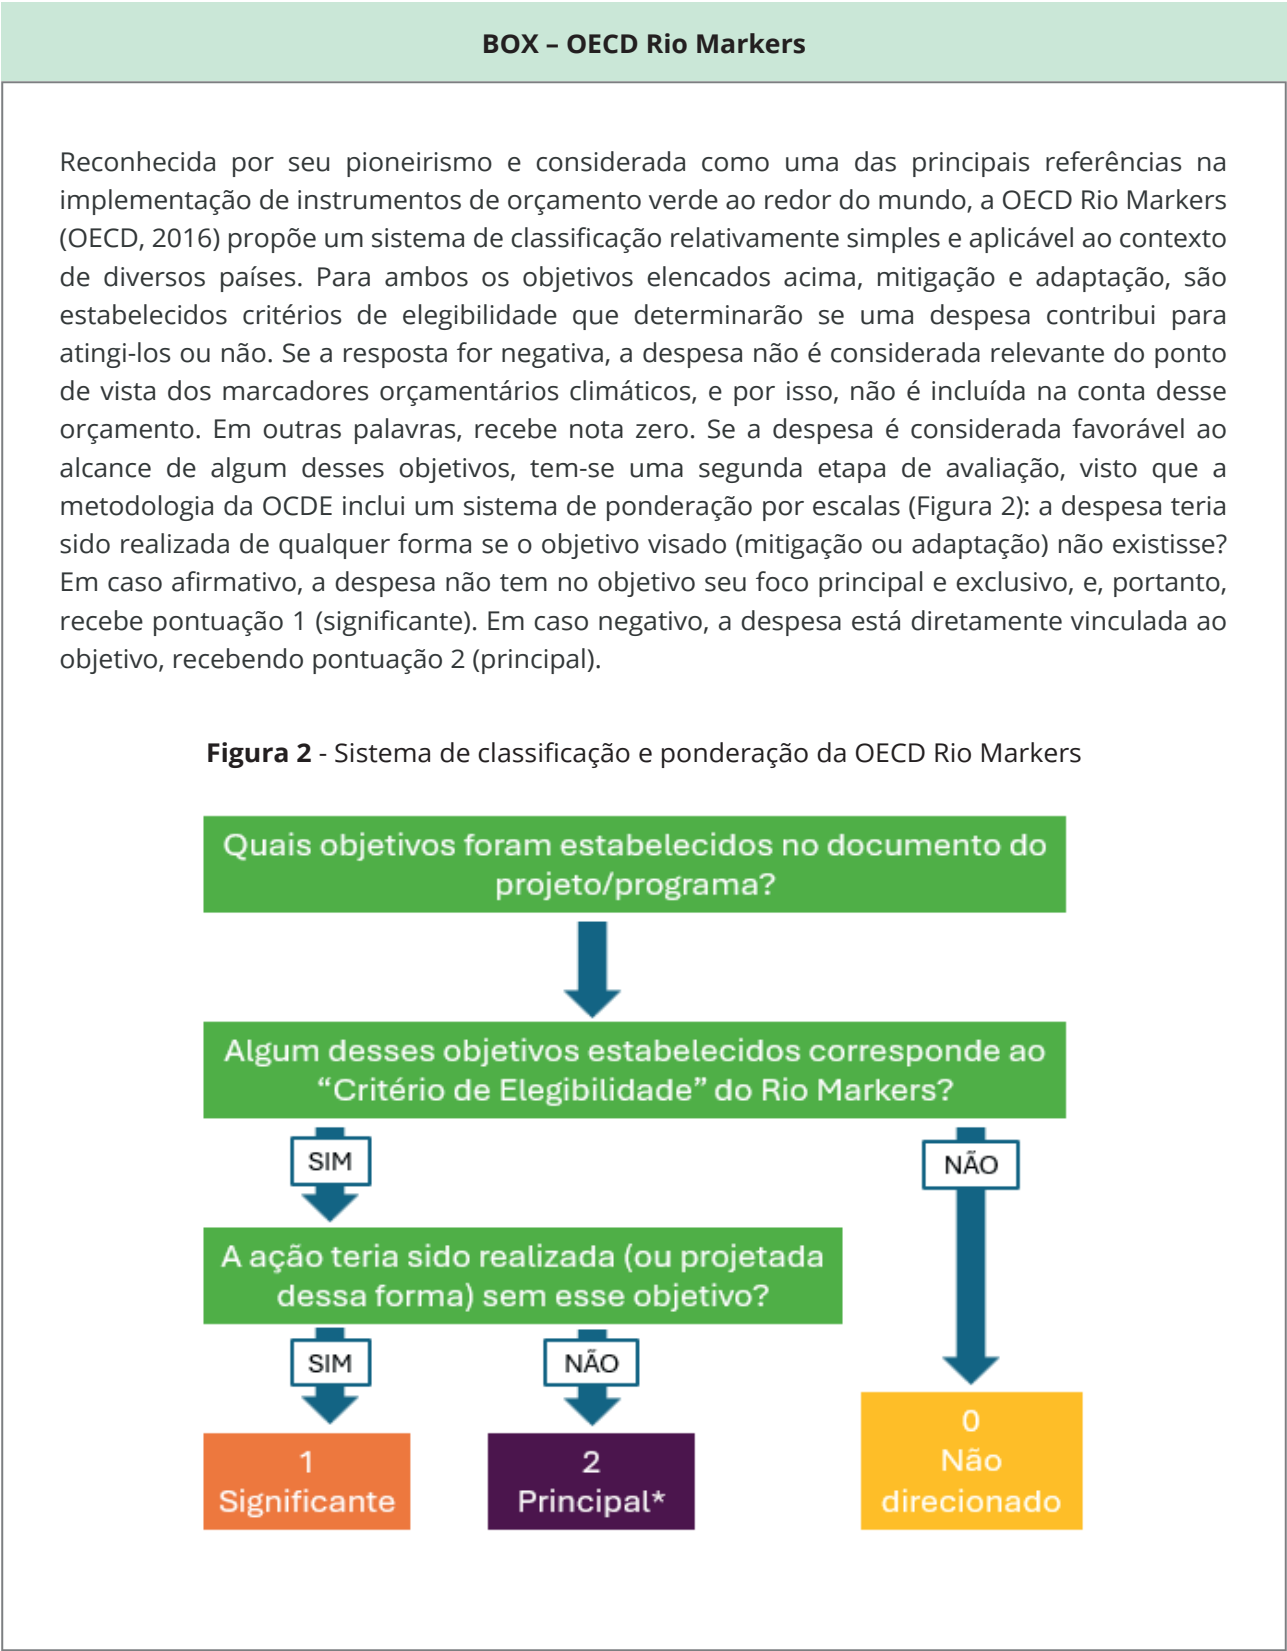 BOX – OECD Rio Markers
Reconhecida por seu pioneirismo e considerada como uma das principais referências na
implementação de instrumentos de orçamento verde ao redor do mundo, a OECD Rio Markers
(OECD, 2016) propõe um sistema de classificação relativamente simples e aplicável ao contexto
de diversos países. Para ambos os objetivos elencados acima, mitigação e adaptação, são
estabelecidos critérios de elegibilidade que determinarão se uma despesa contribui para
atingi-los ou não. Se a resposta for negativa, a despesa não é considerada relevante do ponto
de vista dos marcadores orçamentários climáticos, e por isso, não é incluída na conta desse
orçamento. Em outras palavras, recebe nota zero. Se a despesa é considerada favorável ao
alcance de algum desses objetivos, tem-se uma segunda etapa de avaliação, visto que a
metodologia da OCDE inclui um sistema de ponderação por escalas (Figura 2): a despesa teria
sido realizada de qualquer forma se o objetivo visado (mitigação ou adaptação) não existisse?
Em caso afirmativo, a despesa não tem no objetivo seu foco principal e exclusivo, e, portanto,
recebe pontuação 1 (significante). Em caso negativo, a despesa está diretamente vinculada ao
objetivo, recebendo pontuação 2 (principal).
Figura 2 - Sistema de classificação e ponderação da OECD Rio Markers
Quais objetivos foram estabelecidos no documento do
projeto/programa?
Algum desses objetivos estabelecidos corresponde ao
“Critério de Elegibilidade” do Rio Markers?
SIM
NÃO
A ação teria sido realizada (ou projetada
dessa forma) sem esse objetivo?
SIM
NÃO
1
Significante
2
Principal*
0
Não
direcionado